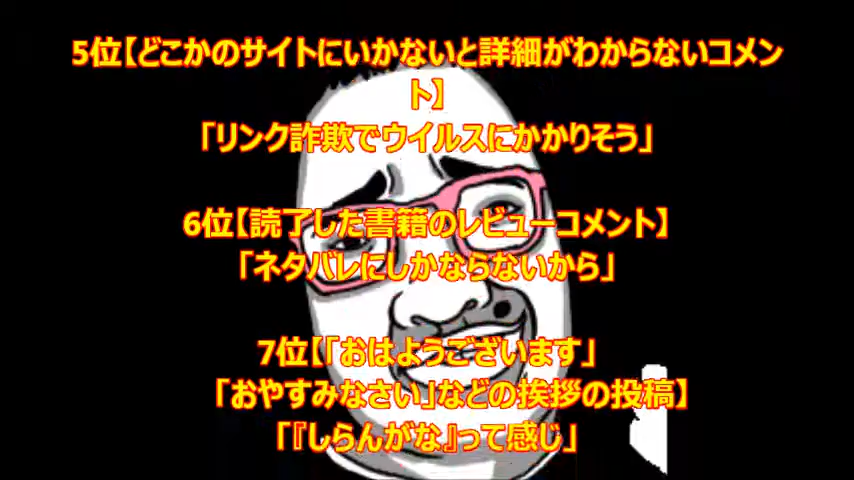 5位【どこかのサイトにいかないと詳細がわからないコメン
ト】
「リンク詐欺でウイルスにかかりそう」
6位【読了した書籍のレビューコメント】
「ネタバレにしかならないから」
7位【「おはようございます」
「おやすみなさい」などの挨拶の投稿】
「『しらんがな』って感じ」